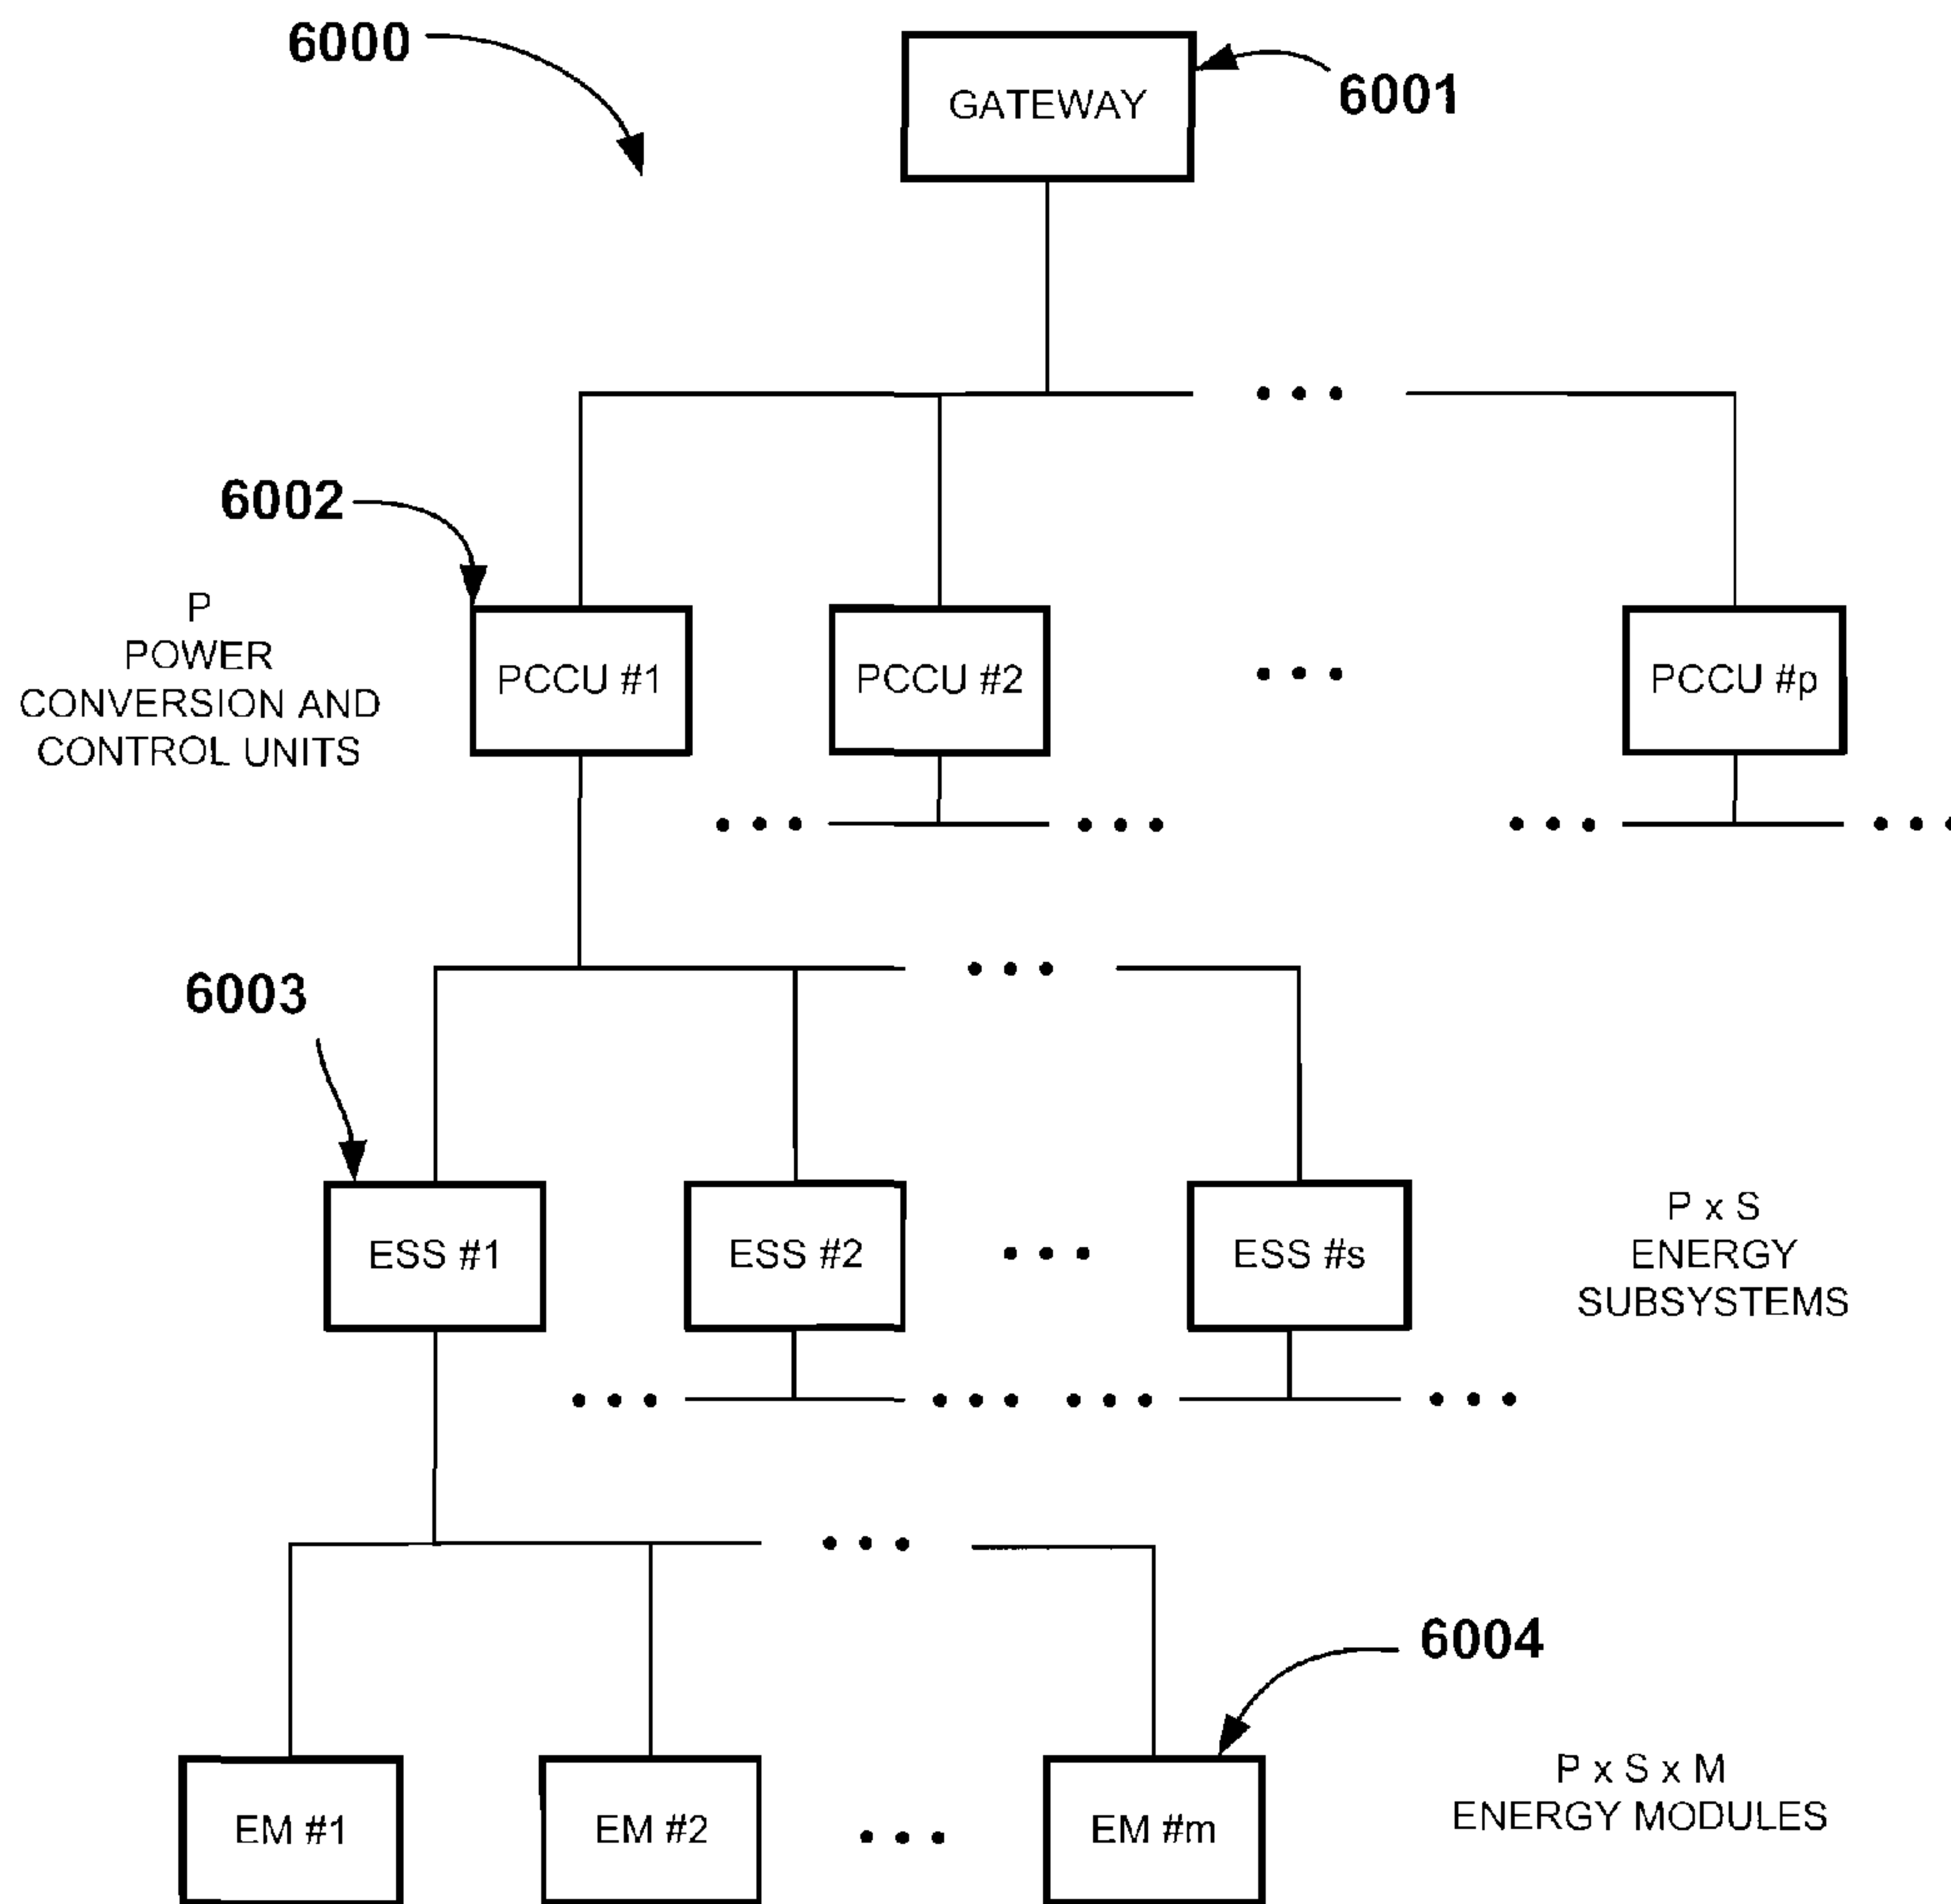 6000
GATEWAY
6001
6002
P
POWER
CONVERSION AND
CONTROL UNITS
PCCU #1
PCCU #2
PCCU #p
6003
ESS #1
ESS #2
ESS #s
P x S
ENERGY
SUBSYSTEMS
6004
EM #1
EM #2
EM #m
P x S x M
ENERGY MODULES